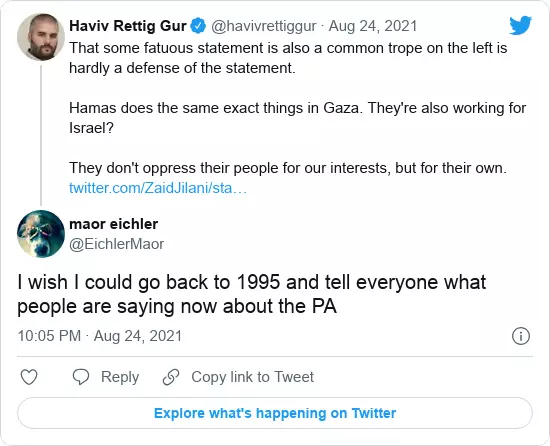 Haviv Rettig Gur @havivrettiggur · Aug 24, 2021
That some fatuous statement is also a common trope on the left is
hardly a defense of the statement.
Hamas does the same exact things in Gaza. They're also working for
Israel?
They don't oppress their people for our interests, but for their own.
twitter.com/ZaidJilani/sta…
maor eichler
@EichlerMaor
I wish I could go back to 1995 and tell everyone what
people are saying now about the PA
10:05 PM · Aug 24, 2021
Reply Copy link to Tweet
Explore what's happening on Twitter